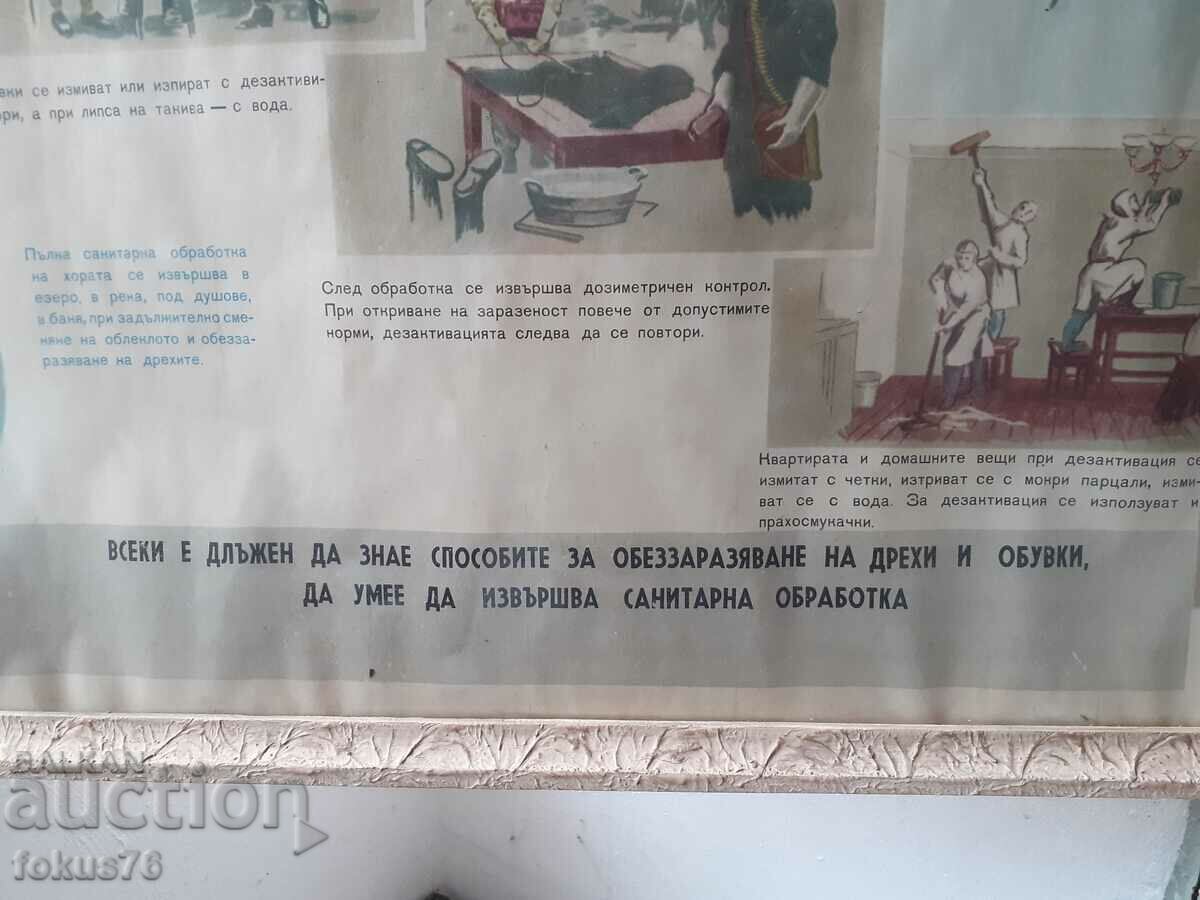 се измиват или изпират с дезактиви-
а при липса на такива — с вода.
Пълна санитарна обработка
на хората се извършва в
езеро, в река, под душове,
в баня, при задължително сме-
няне на облеклото и обезза-
разяване на дрехите.
След обработка се извършва дозиметричен контрол.
При откриване на заразеност повече от допустимите
норми, дезактивацията следва да се повтори.
Квартирата и домашните вещи при дезактивация се
измитат с четки, изтриват се с мокри парцали, изми-
ват се с вода. За дезактивация се използуват и
прахосмукачки.
ВСЕКИ Е ДЛЪЖЕН ДА ЗНАЕ СПОСОБИТЕ ЗА ОБЕЗЗАРАЗЯВАНЕ НА ДРЕХИ И ОБУВКИ,
ДА УМЕЕ ДА ИЗВЪРШВА САНИТАРНА ОБРАБОТКА
BALKAN
auction
fokus76